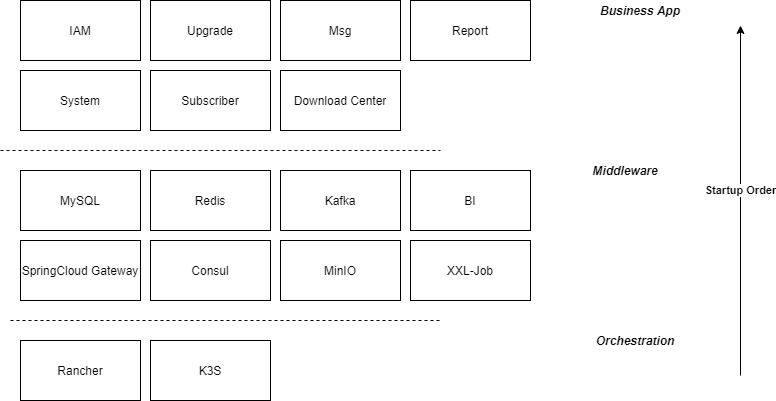 Business App
IAM
Upgrade
Msg
Report
System
Subscriber
Download Center
Middleware
Startup Order
MySQL
Redis
Kafka
BI
SpringCloud Gateway
Consul
MinIO
XXL-Job
Orchestration
Rancher
K3S